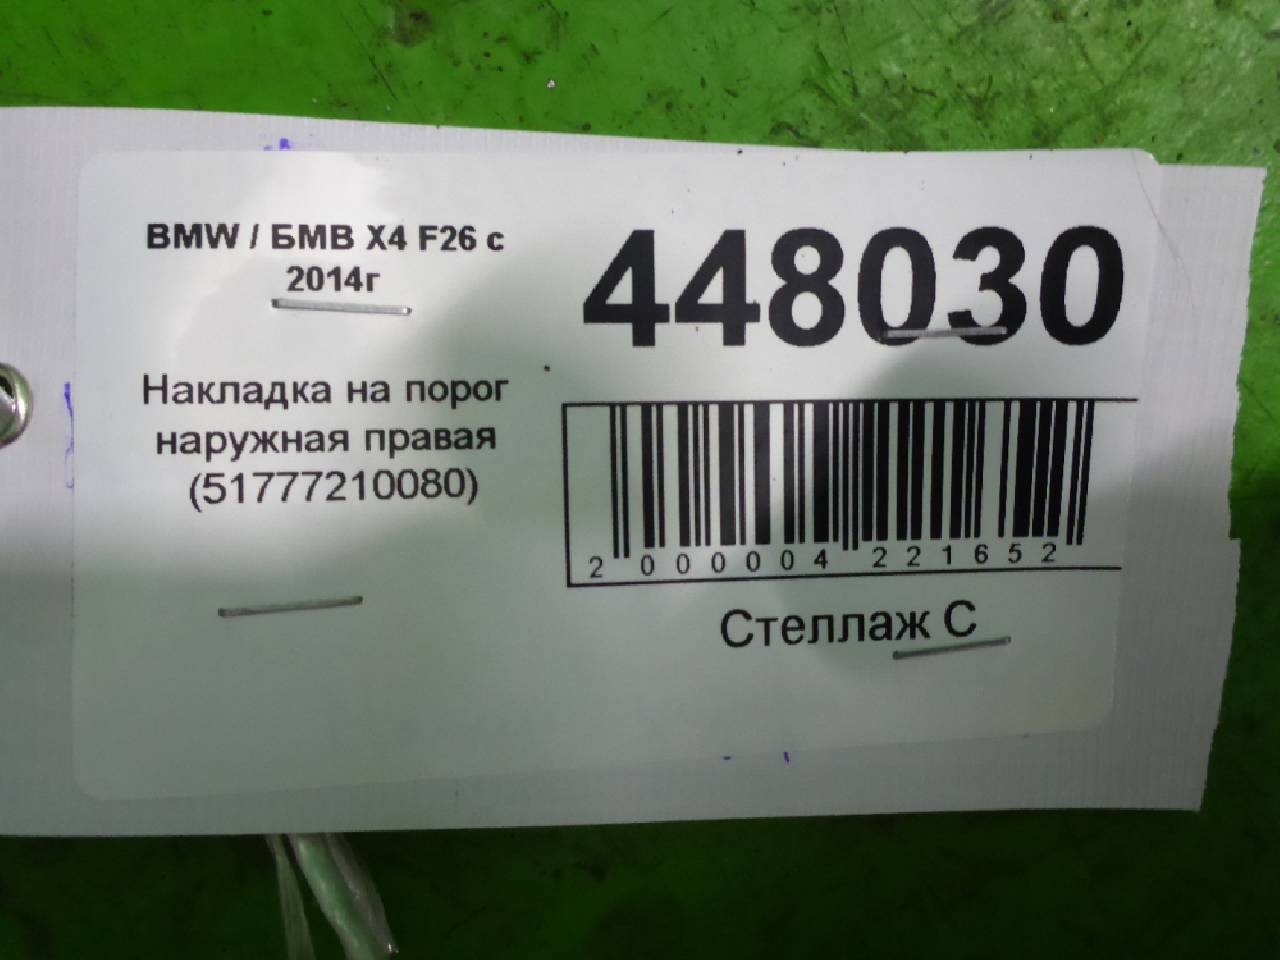 BMW / БМВ X4 F26 с
2014г
Накладка на порог
наружная правая
(51777210080)
448030
2 000004 221652
Стеллаж С